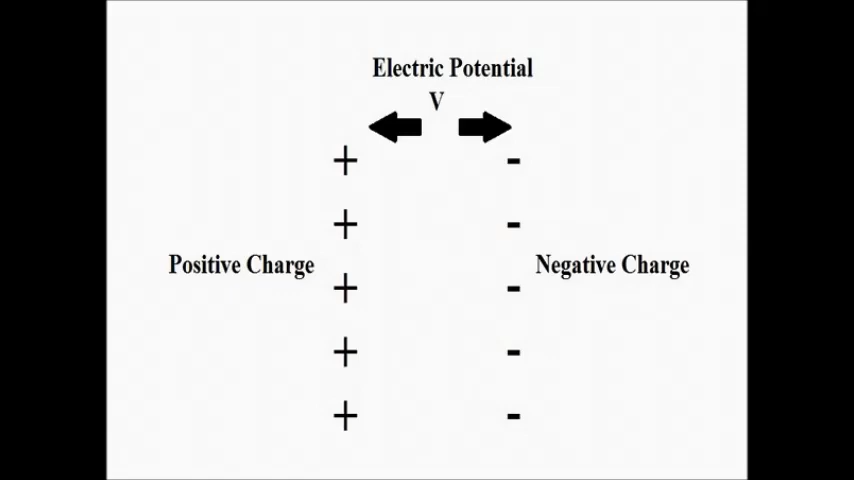 Electric Potential
V
+ -
+ -
Positive Charge Negative Charge
+ -
+ -
+ -